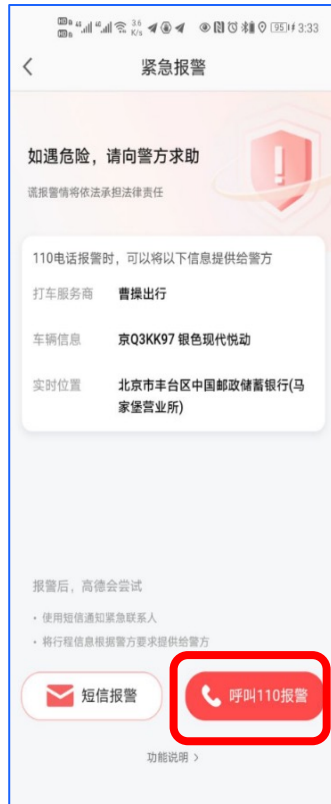 3.6
K/s
95
3:33
紧急报警
如遇危险，请向警方求助
谎报警情将依法承担法律责任
110电话报警时，可以将以下信息提供给警方
打车服务商 曹操出行
车辆信息 京Q3KK97 银色现代悦动
实时位置 北京市丰台区中国邮政储蓄银行(马
家堡营业所)
报警后，高德会尝试
· 使用短信通知紧急联系人
· 将行程信息根据警方要求提供给警方
短信报警 呼叫110报警
功能说明 >